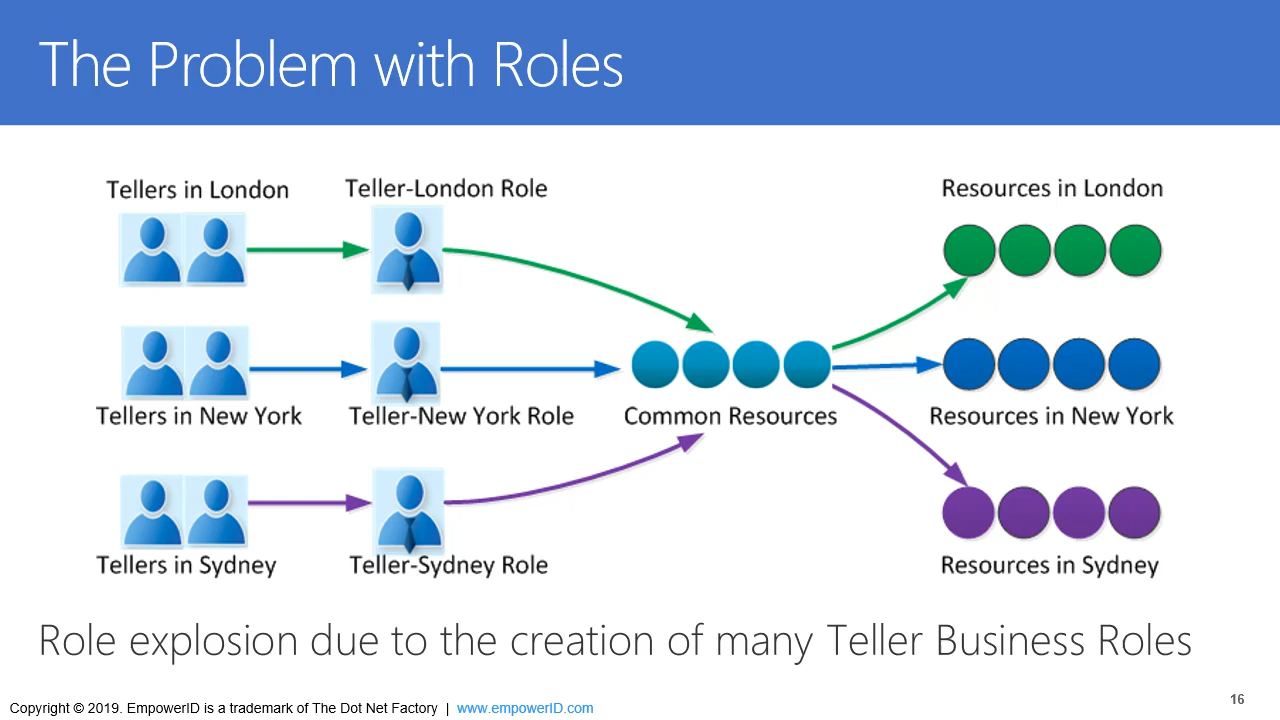 The Problem with Roles
Tellers in London
Teller-London Role
Resources in London
Tellers in New York
Teller-New York Role
Common Resources
Resources in New York
Tellers in Sydney
Teller-Sydney Role
Resources in Sydney
Role explosion due to the creation of many Teller Business Roles
Copyright © 2019. EmpowerID is a trademark of The Dot Net Factory | www.empowerID.com
16